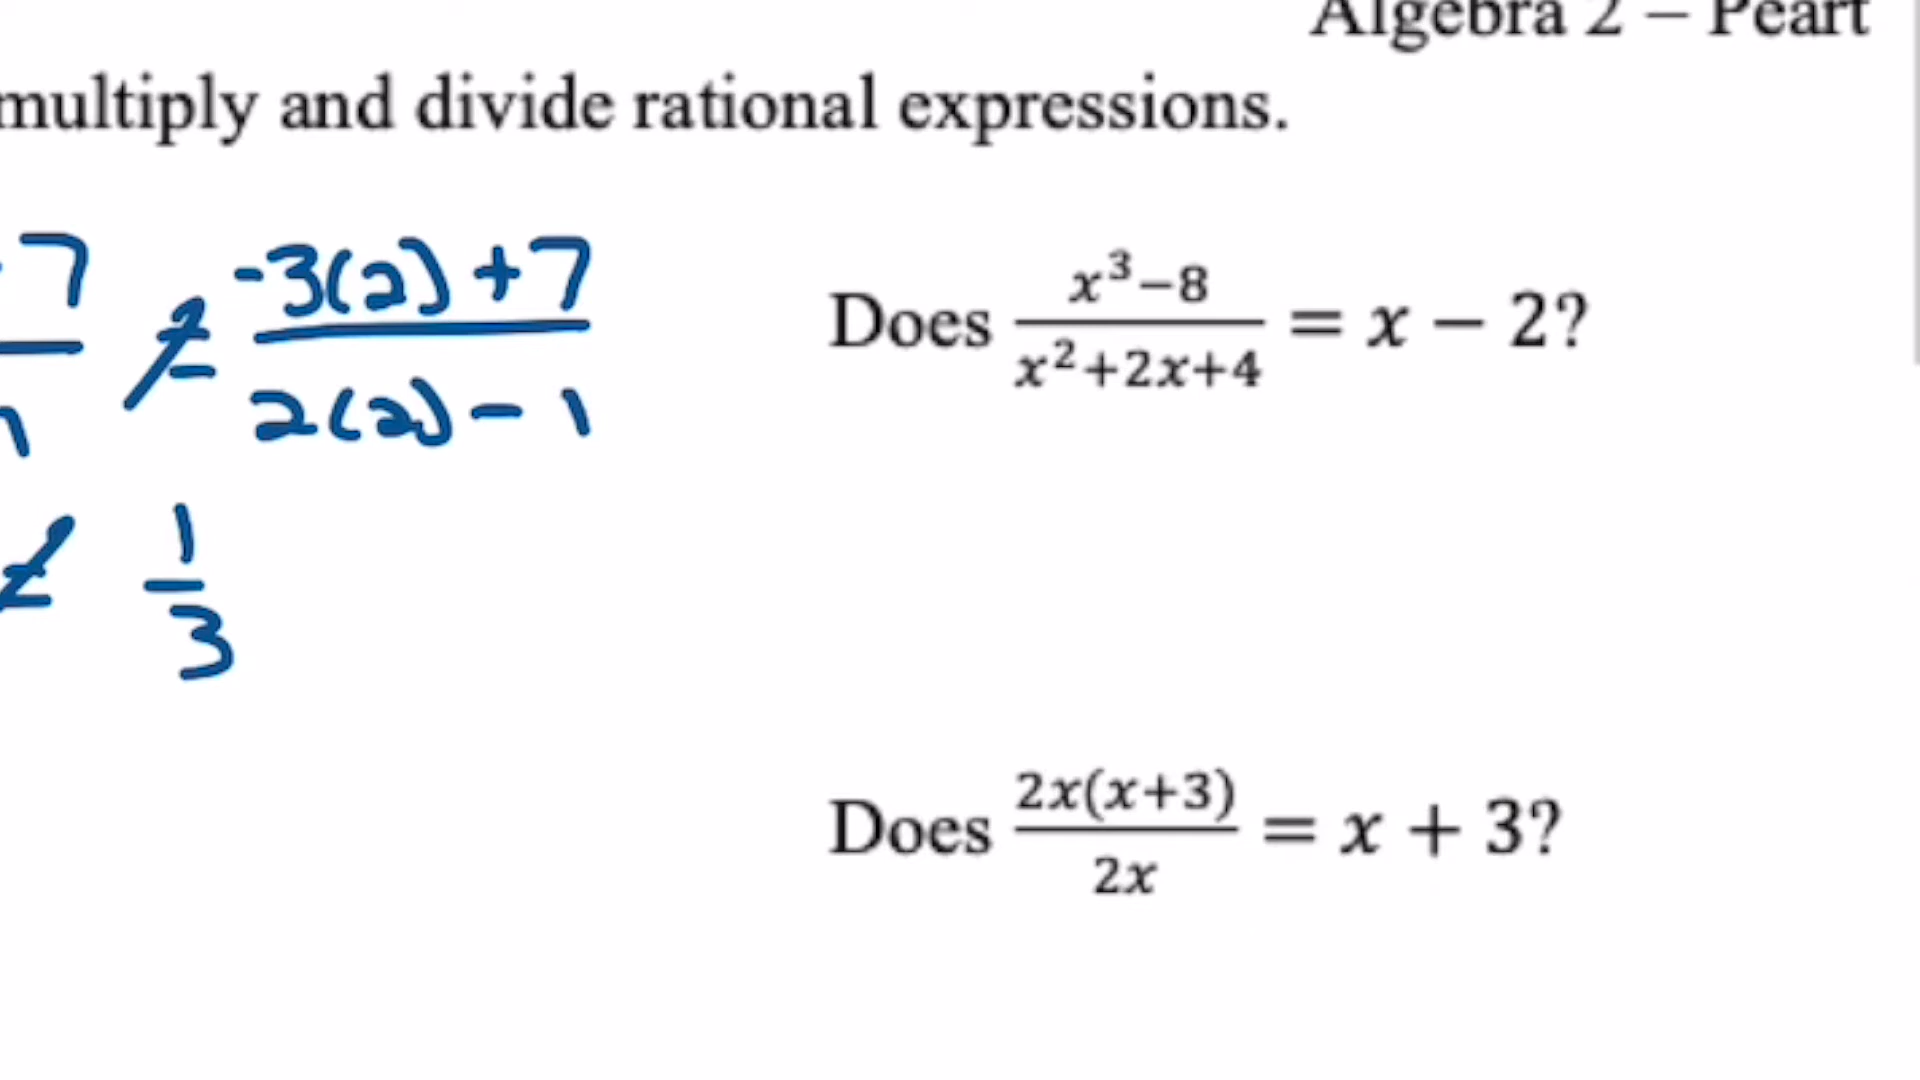 Algebra 2 – Peart
multiply and divide rational expressions.
7 ≠ -3(2) + 7 / 2(2) - 1
≠ 1/3
Does x³−8 / x²+2x+4 = x − 2?
Does 2x(x+3) / 2x = x + 3?